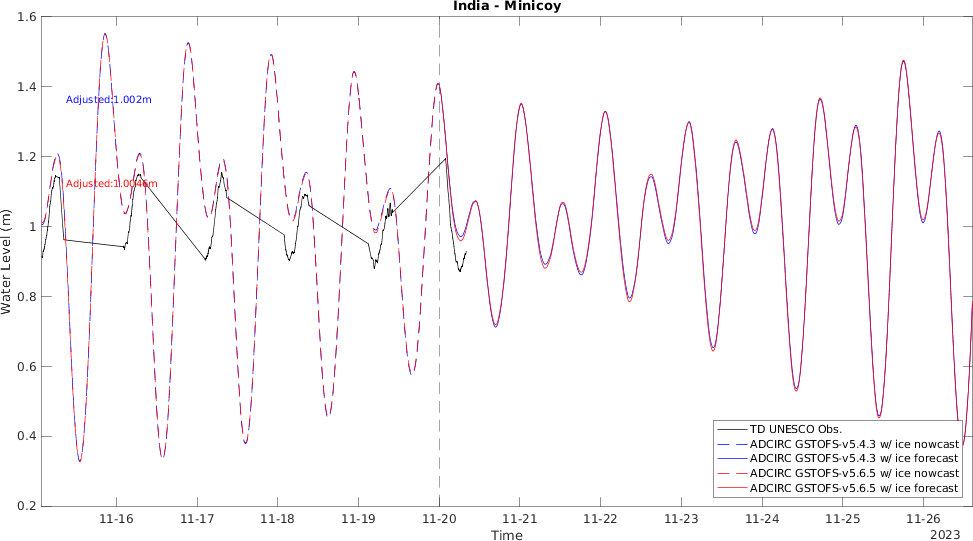 India - Minicoy
1.6
1.4
1.2
1
0.8
0.6
0.4
0.2
Water Level (m)
Adjusted:1.002m
Adjusted:1.0046m
TD UNESCO Obs.
ADCIRC GSTOFS-v5.4.3 w/ ice nowcast
ADCIRC GSTOFS-v5.4.3 w/ ice forecast
ADCIRC GSTOFS-v5.6.5 w/ ice nowcast
ADCIRC GSTOFS-v5.6.5 w/ ice forecast
11-16 11-17 11-18 11-19 11-20 11-21 11-22 11-23 11-24 11-25 11-26
2023
Time